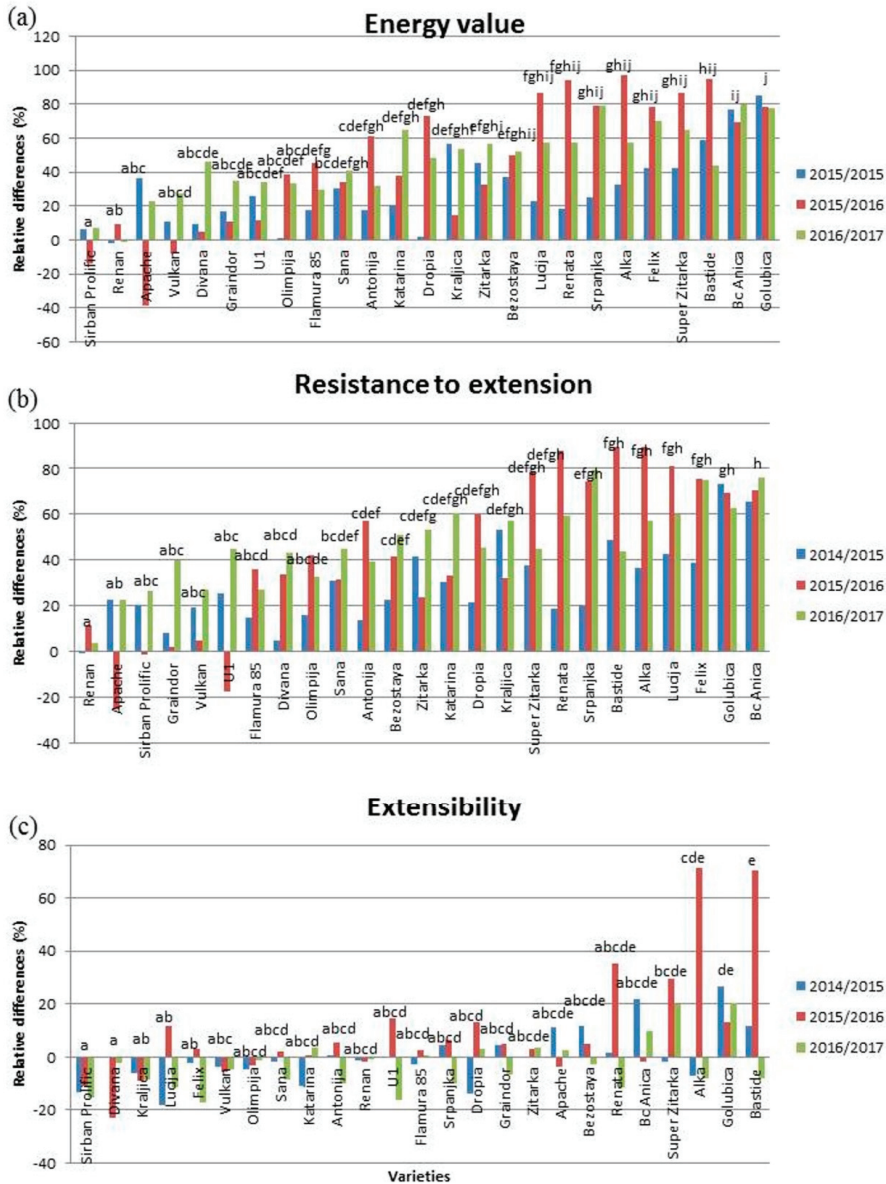 (a)
Energy value
Relative differences (%)
120
100
80
60
40
20
0
-20
-40
-60
a
ab
abc
abcd
abcde
abcde
abcdef
abcdef
abcdefg
bcdefgh
cdefgh
defgh
defgh
degfhf
efghj
befghij
fghij
fghij
ghij
ghij
ghij
ghij
hij
iij
j
Sirban Prolific
Renan
Apache
Vulkan
Divana
Graindor
U1
Olimpija
Flamura 85
Sana
Antonija
Katarina
Dropia
Kraljica
Zitarka
Bezostaya
Lucija
Renata
Srpanjka
Alka
Felix
Super Zitarka
Bastide
Bc Anica
Golubica
2015/2015
2015/2016
2016/2017
(b)
Resistance to extension
Relative differences (%)
100
80
60
40
20
0
-20
-40
a
ab
abc
abc
abc
abc
abcd
abcd
abcde
bcdef
cdef
cdef
cdefg
cdefgh
cdefgh
cdefgh
defgh
defgh
efgh
fgh
fgh
fgh
fgh
gh
h
Renan
Apache
Sirban Prolific
Graindor
Vulkan
U1
Flamura 85
Divana
Olimpija
Sana
Antonija
Bezostaya
Zitarka
Katarina
Dropia
Kraljica
Super Zitarka
Renata
Srpanjka
Bastide
Alka
Lucija
Felix
Golubica
Bc Anica
2014/2015
2015/2016
2016/2017
(c)
Extensibility
Relative differences (%)
80
60
40
20
0
-20
-40
a
a
ab
ab
ab
abc
abcd
abcd
abcd
abcd
abcd
abcd
abcd
abcd
abcd
abcd
abcde
abcde
abcde
abcde
abcde
bcde
cde
de
e
Sirban Prolific
Divana
Kraljica
Lucija
Felix
Vulkan
Olimpija
Sana
Katarina
Antonija
Renan
U1
Flamura 85
Srpanjka
Dropia
Graindor
Zitarka
Apache
Bezostaya
Renata
Bc Anica
Super Zitarka
Alka
Golubica
Bastide
Varieties
2014/2015
2015/2016
2016/2017